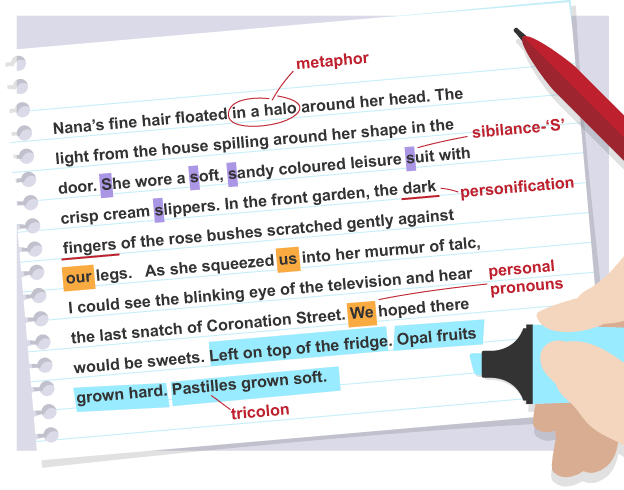 metaphor
Nana's fine hair floated in a halo around her head. The
light from the house spilling around her shape in the
sibilance-'S'
door. She wore a soft, sandy coloured leisure suit with
crisp cream slippers. In the front garden, the dark
personification
fingers of the rose bushes scratched gently against
our legs. As she squeezed us into her murmur of talc,
I could see the blinking eye of the television and hear
personal
pronouns
the last snatch of Coronation Street. We hoped there
would be sweets. Left on top of the fridge. Opal fruits
grown hard. Pastilles grown soft.
tricolon